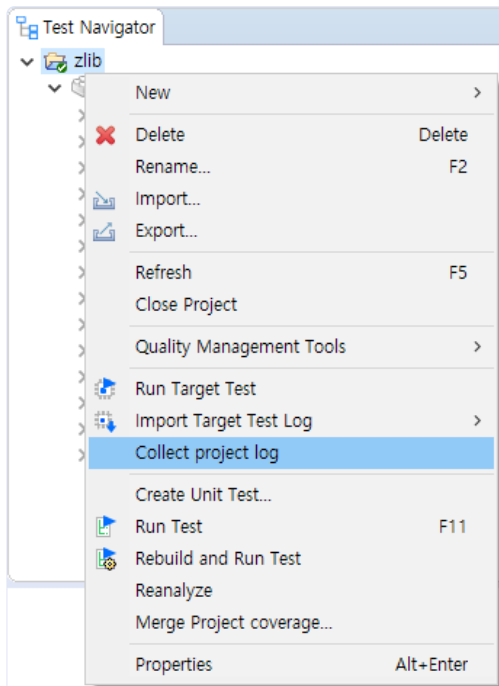 Test Navigator
zlib
New
Delete Delete
Rename... F2
Import...
Export...
Refresh F5
Close Project
Quality Management Tools
Run Target Test
Import Target Test Log
Collect project log
Create Unit Test...
Run Test F11
Rebuild and Run Test
Reanalyze
Merge Project coverage...
Properties Alt+Enter